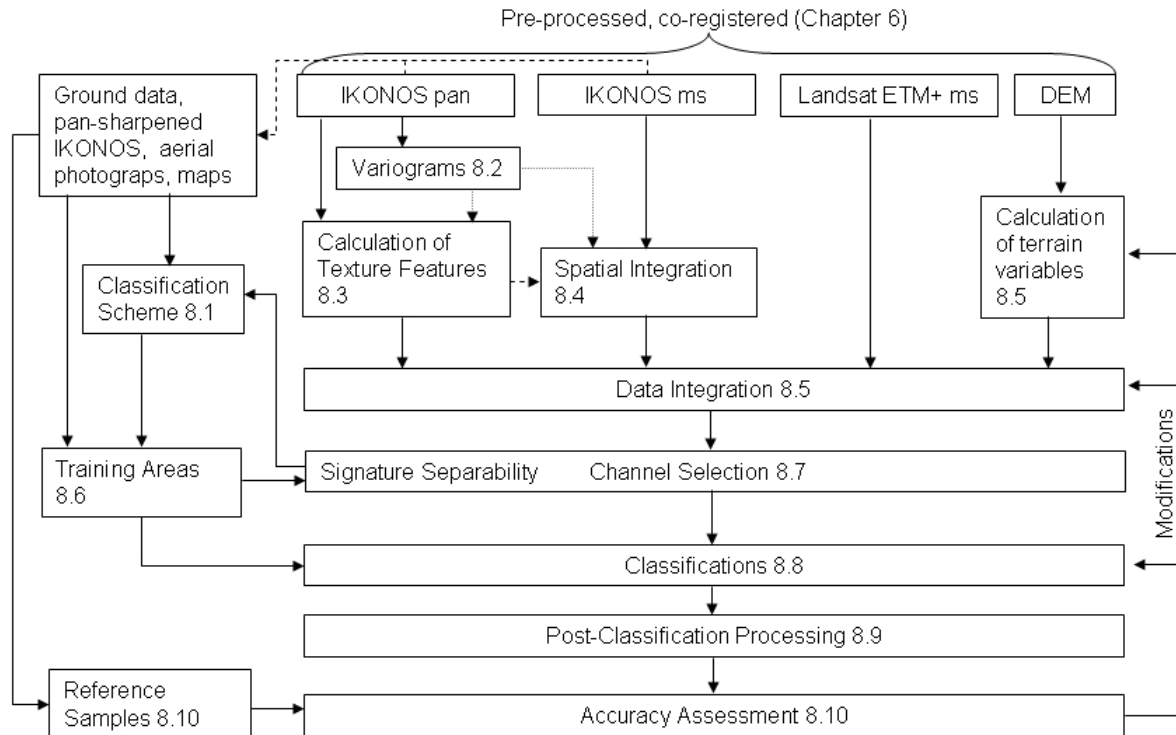 Pre-processed, co-registered (Chapter 6)
Ground data,
pan-sharpened
IKONOS, aerial
photograps, maps
IKONOS pan
IKONOS ms
Landsat ETM+ ms
DEM
Variograms 8.2
Calculation of
Texture Features
8.3
Spatial Integration
8.4
Calculation
of terrain
variables
8.5
Classification
Scheme 8.1
Data Integration 8.5
Training Areas
8.6
Signature Separability Channel Selection 8.7
Modifications
Classifications 8.8
Post-Classification Processing 8.9
Reference
Samples 8.10
Accuracy Assessment 8.10